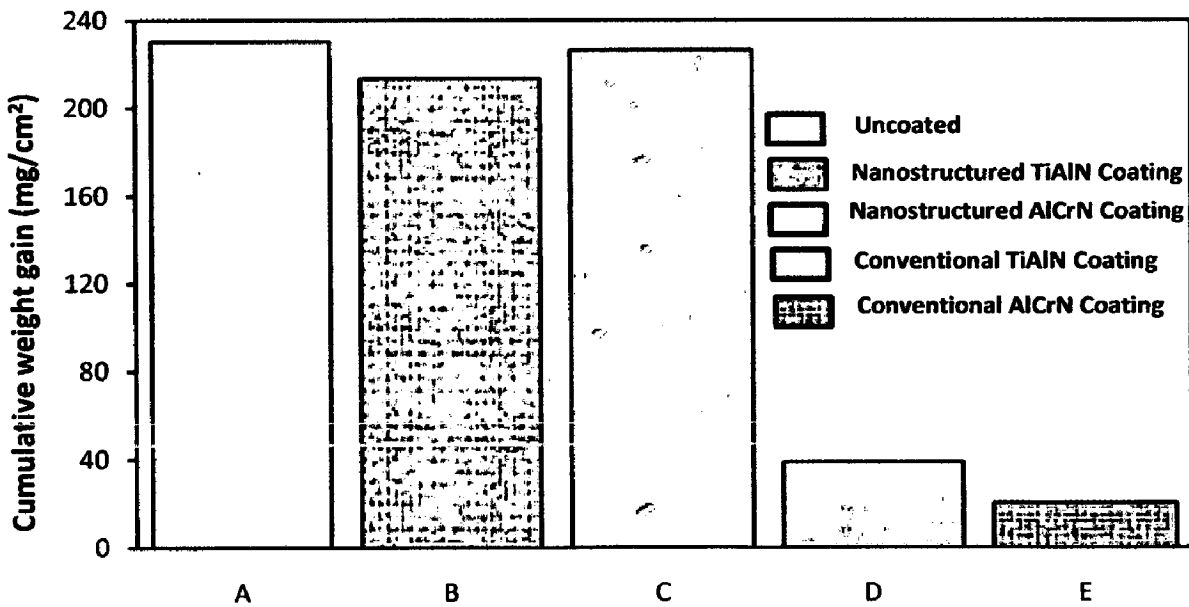 Cumulative weight gain (mg/cm²)
240
200
160
120
80
40
0
Uncoated
Nanostructured TiAlN Coating
Nanostructured AlCrN Coating
Conventional TiAlN Coating
Conventional AlCrN Coating
A B C D E